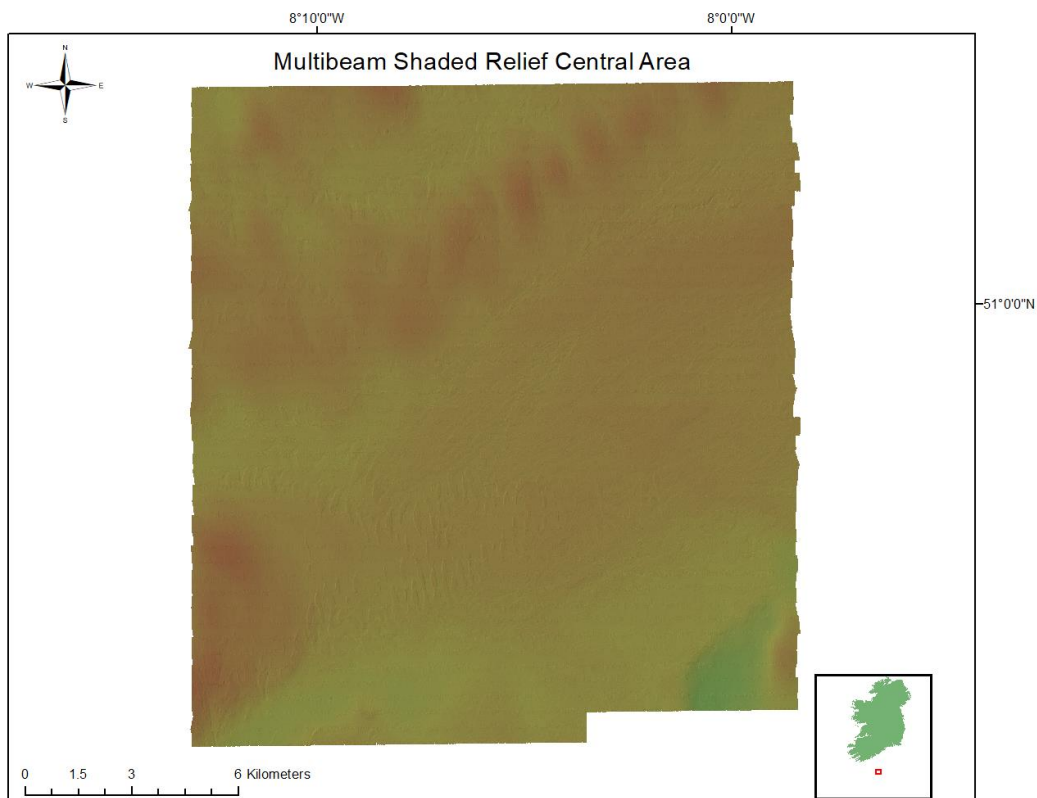 8°10'0"W 8°0'0"W
Multibeam Shaded Relief Central Area
N
W E
S
51°0'0"N
0 1.5 3 6 Kilometers